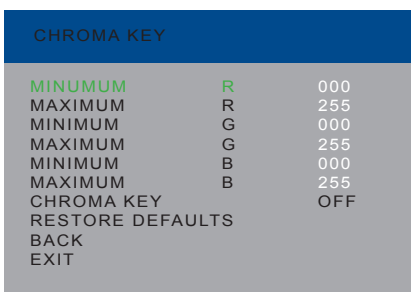 CHROMA KEY
MINUMUM R 000
MAXIMUM R 255
MINIMUM G 000
MAXIMUM G 255
MINIMUM B 000
MAXIMUM B 255
CHROMA KEY OFF
RESTORE DEFAULTS
BACK
EXIT